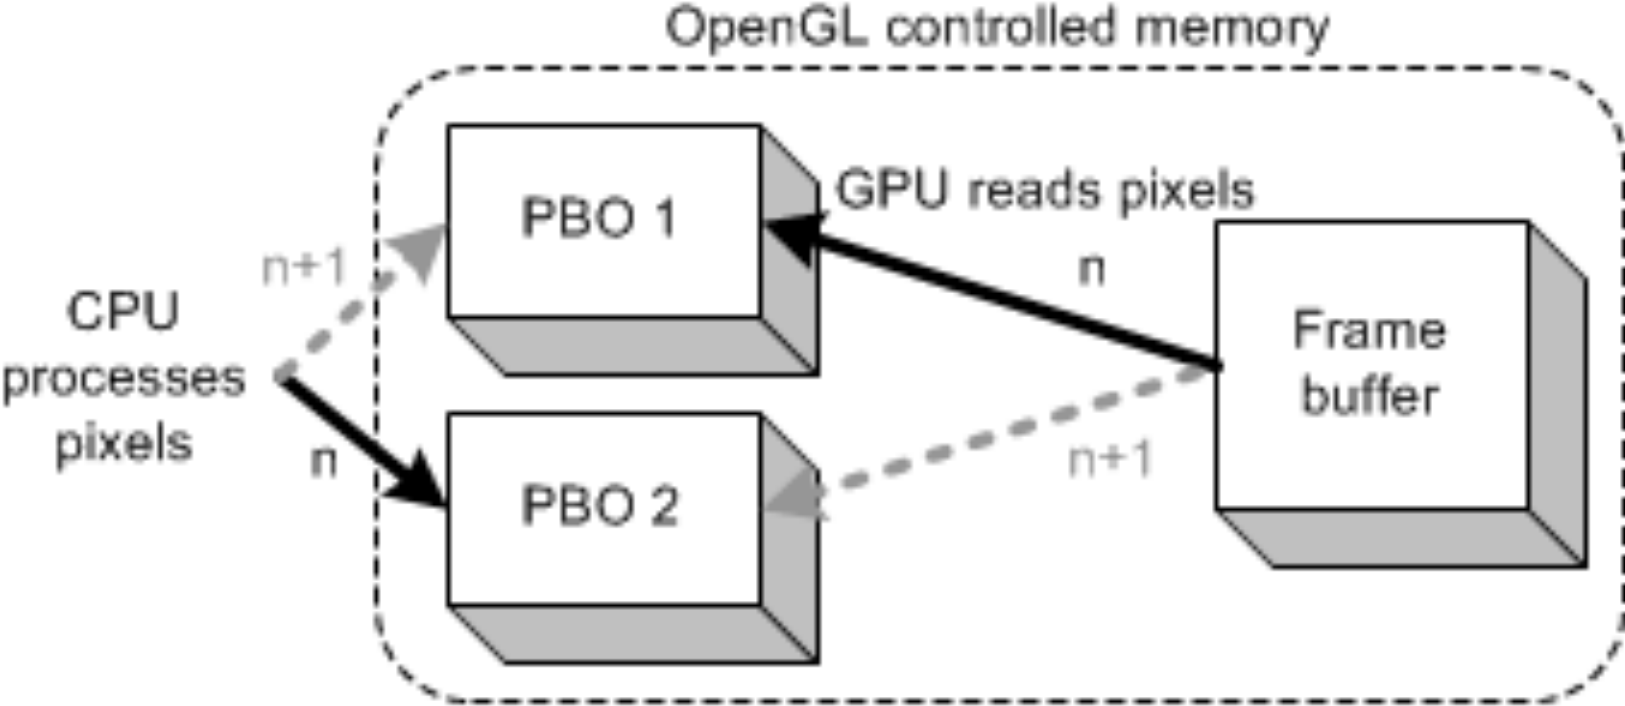 OpenGL controlled memory
PBO 1
GPU reads pixels
n+1
n
CPU
processes
pixels
Frame
buffer
n
PBO 2
n+1